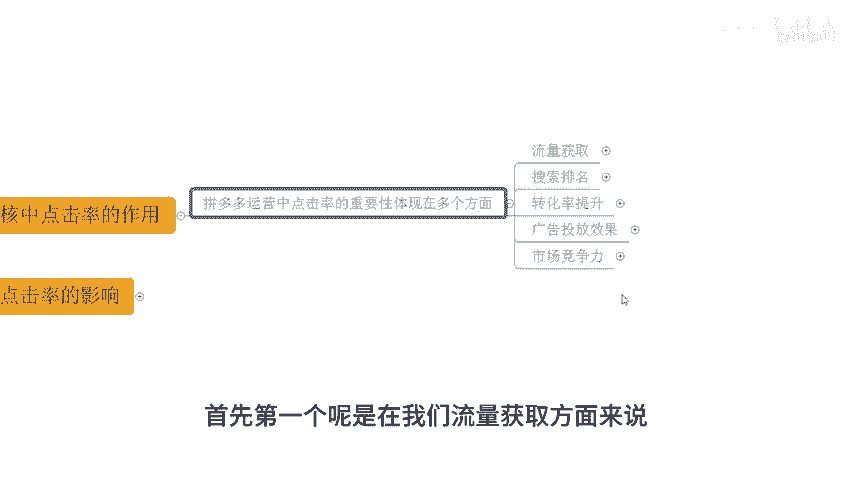 核中点击率的作用
拼多多运营中点击率的重要性体现在多个方面
流量获取
搜索排名
转化率提升
广告投放效果
市场竞争力
点击率的影响
首先第一个呢是在我们流量获取方面来说